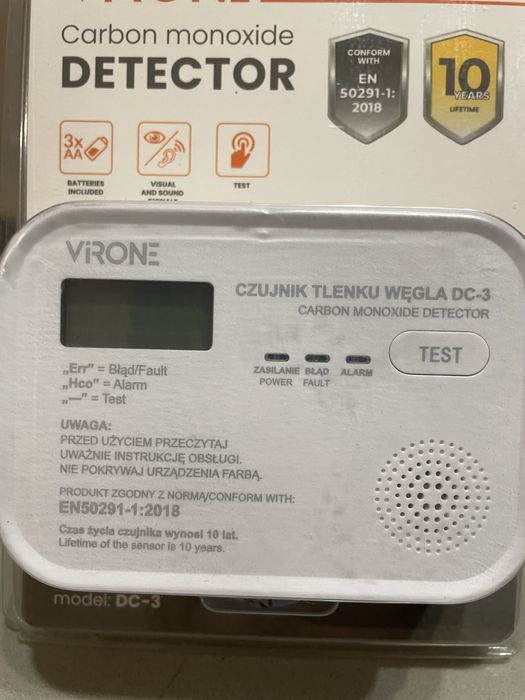 VIRONE
Carbon monoxide
DETECTOR
CONFORM
WITH
EN
50291-1:
2018
10
YEARS
LIFETIME
3x
AA
BATTERIES
INCLUDED
VISUAL
AND SOUND
TEST
ViRONE
CZUJNIK TLENKU WĘGLA DC-3
CARBON MONOXIDE DETECTOR
„Err” = Błąd/Fault
„Hco” = Alarm
„—” = Test
ZASILANIE
POWER
BŁĄD
FAULT
ALARM
TEST
UWAGA:
PRZED UŻYCIEM PRZECZYTAJ
UWAŻNIE INSTRUKCJĘ OBSŁUGI.
NIE POKRYWAJ URZĄDZENIA FARBĄ.
PRODUKT ZGODNY Z NORMĄ/CONFORM WITH:
EN50291-1:2018
Czas życia czujnika wynosi 10 lat.
Lifetime of the sensor is 10 years.
model: DC-3